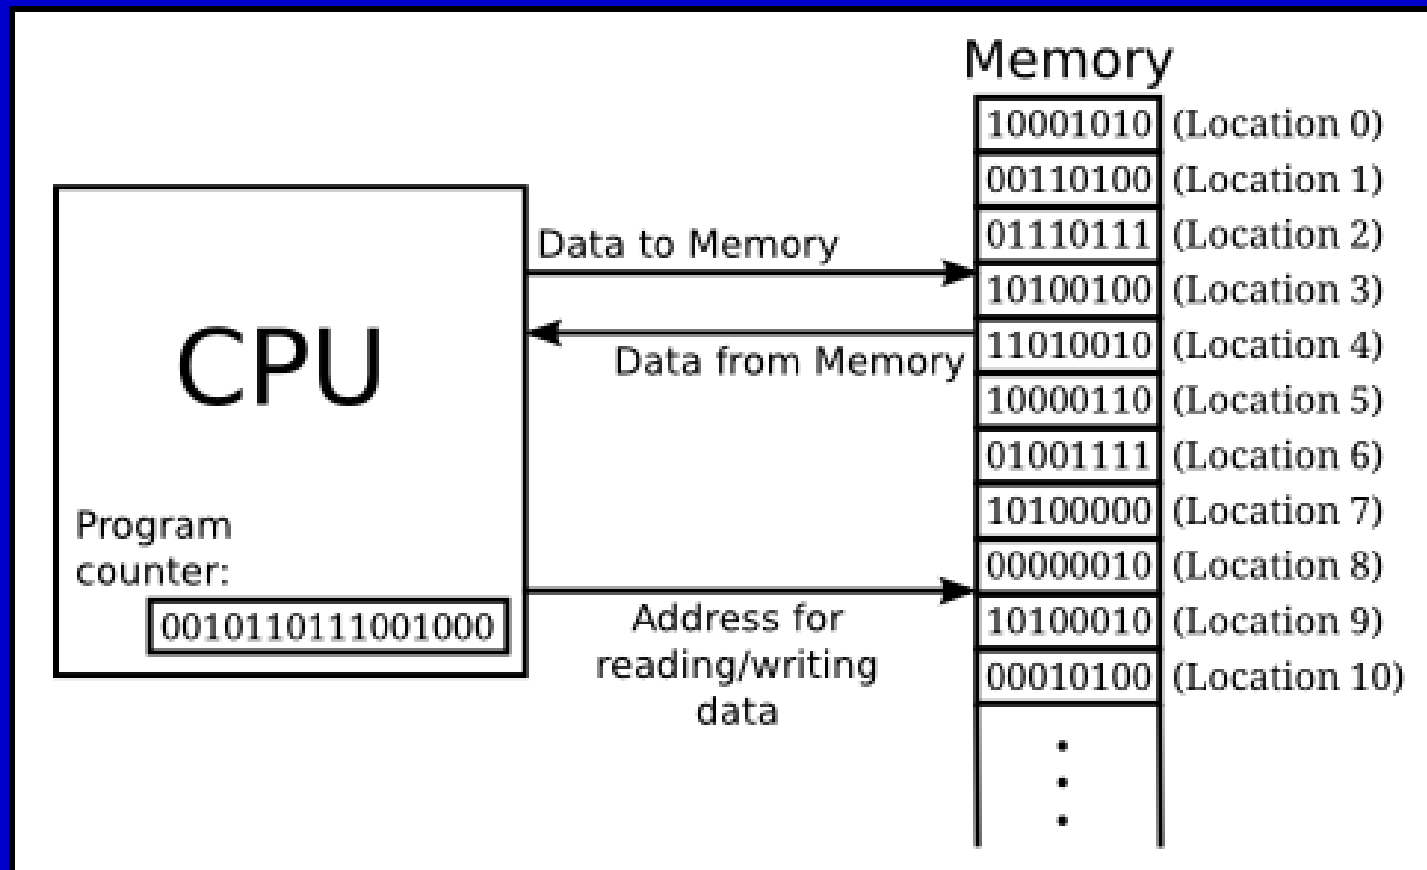 Memory
10001010 (Location 0)
00110100 (Location 1)
01110111 (Location 2)
10100100 (Location 3)
11010010 (Location 4)
10000110 (Location 5)
01001111 (Location 6)
10100000 (Location 7)
00000010 (Location 8)
10100010 (Location 9)
00010100 (Location 10)
Data to Memory
Data from Memory
CPU
Program
counter:
0010110111001000
Address for
reading/writing
data